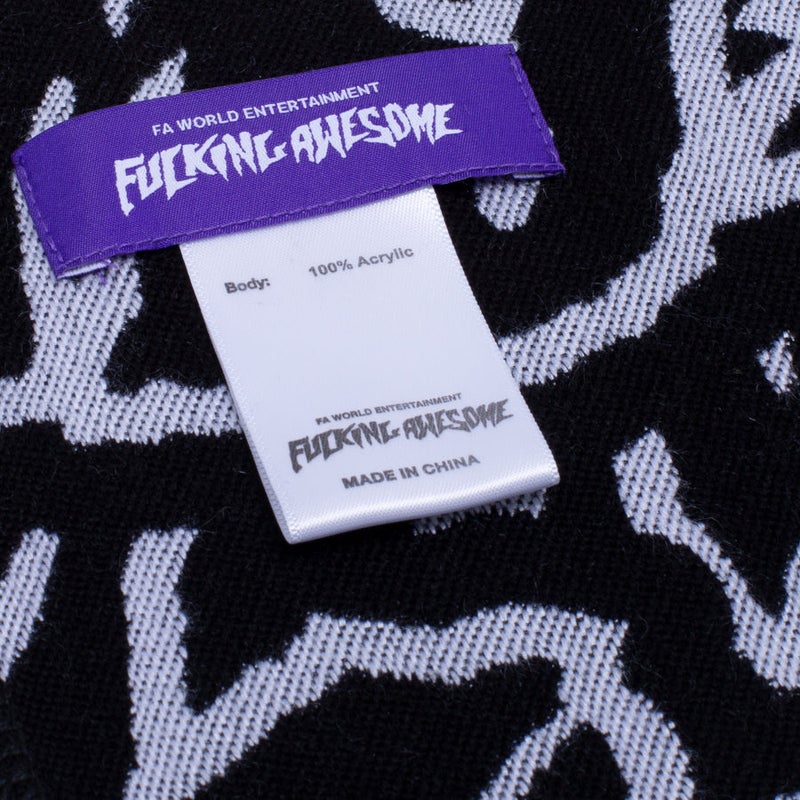 FA WORLD ENTERTAINMENT
FUCKING AWESOME
Body: 100% Acrylic
FA WORLD ENTERTAINMENT
FUCKING AWESOME
MADE IN CHINA